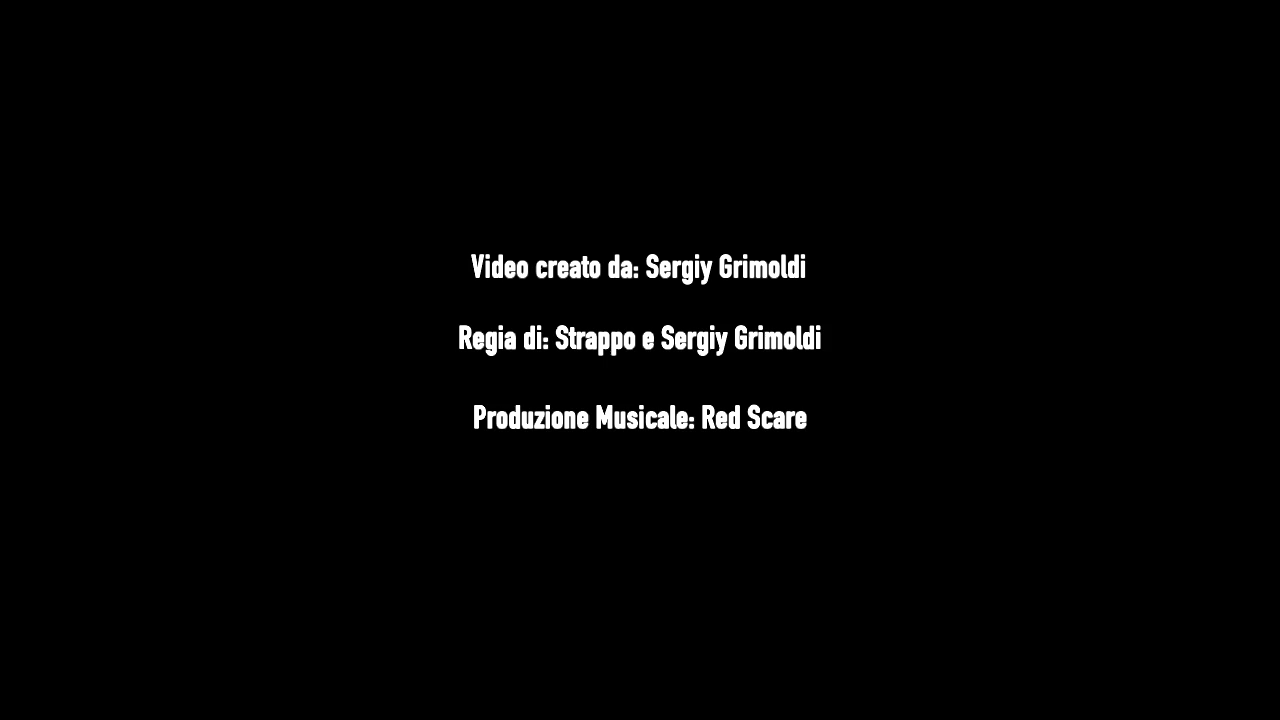 Video creato da: Sergiy Grimoldi
Regia di: Strappo e Sergiy Grimoldi
Produzione Musicale: Red Scare